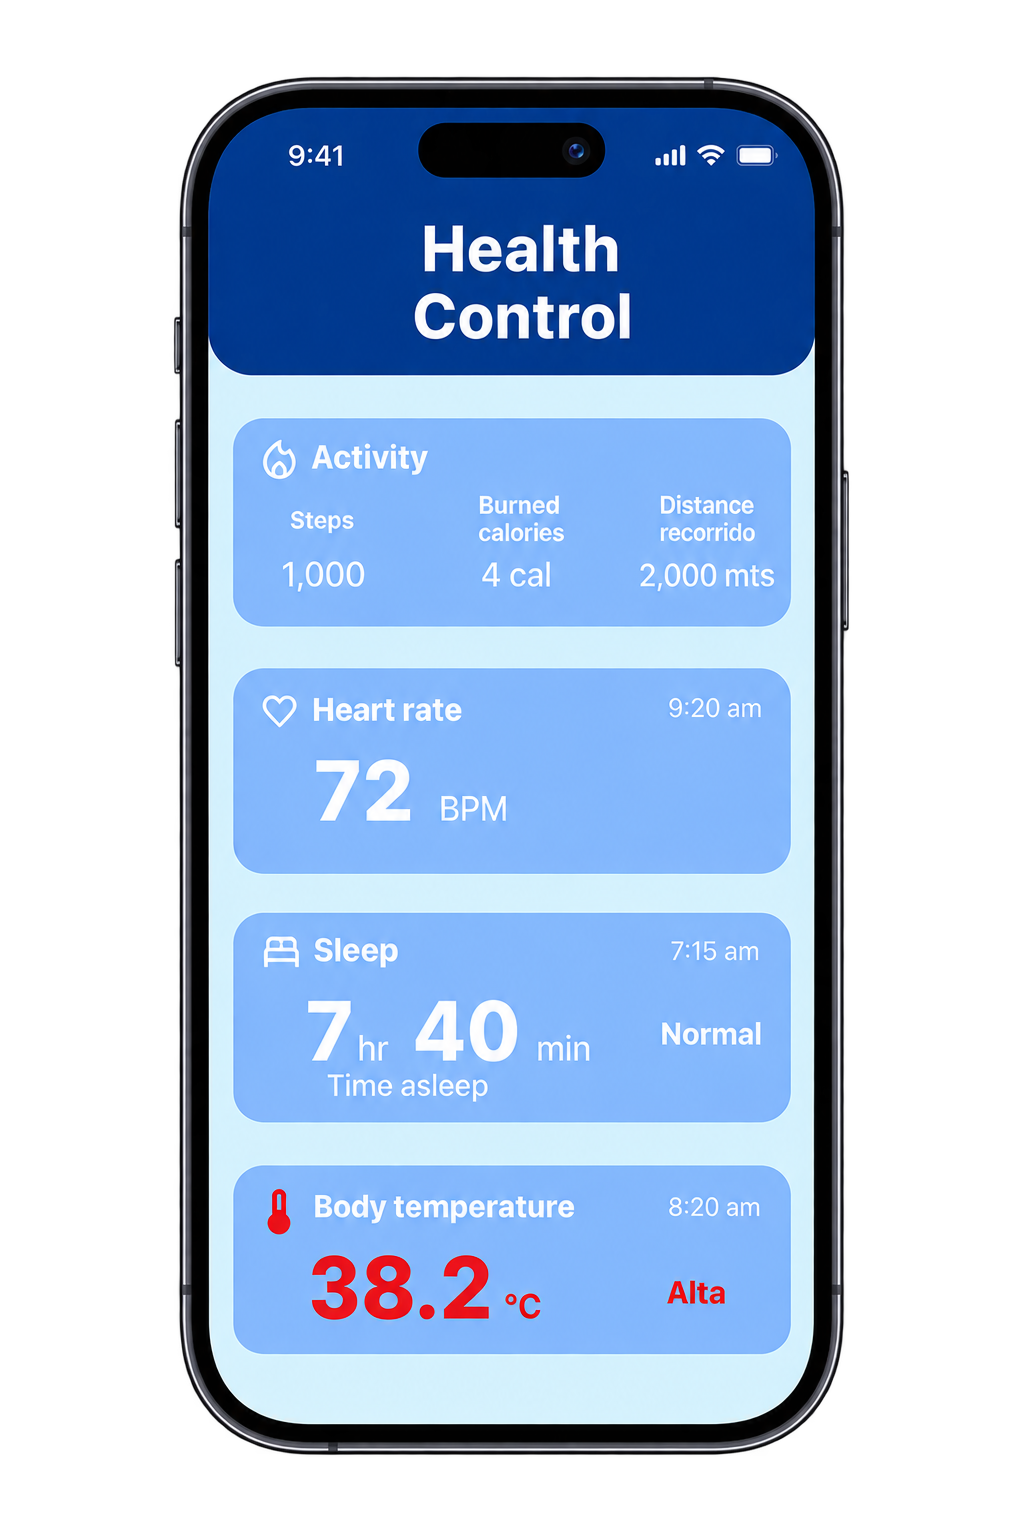 9:41
Health
Control
Activity
Steps
Burned
calories
Distance
recorrido
1,000
4 cal
2,000 mts
Heart rate
9:20 am
72 BPM
Sleep
7:15 am
7 hr 40 min
Normal
Time asleep
Body temperature
8:20 am
38.2 °C
Alta